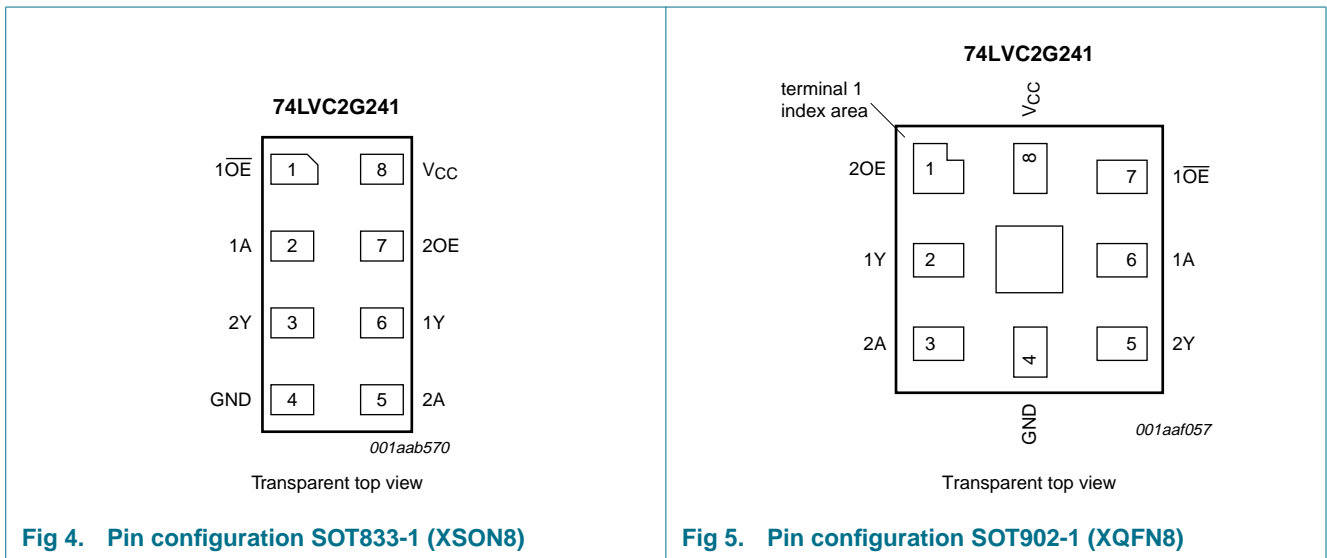 74LVC2G241
1OE 1 8 VCC
1A 2 7 2OE
2Y 3 6 1Y
GND 4 5 2A
001aab570
Transparent top view
Fig 4. Pin configuration SOT833-1 (XSON8)
74LVC2G241
terminal 1
index area
VCC
2OE 1 8 7 1OE
1Y 2 6 1A
2A 3 4 5 2Y
GND
001aaf057
Transparent top view
Fig 5. Pin configuration SOT902-1 (XQFN8)